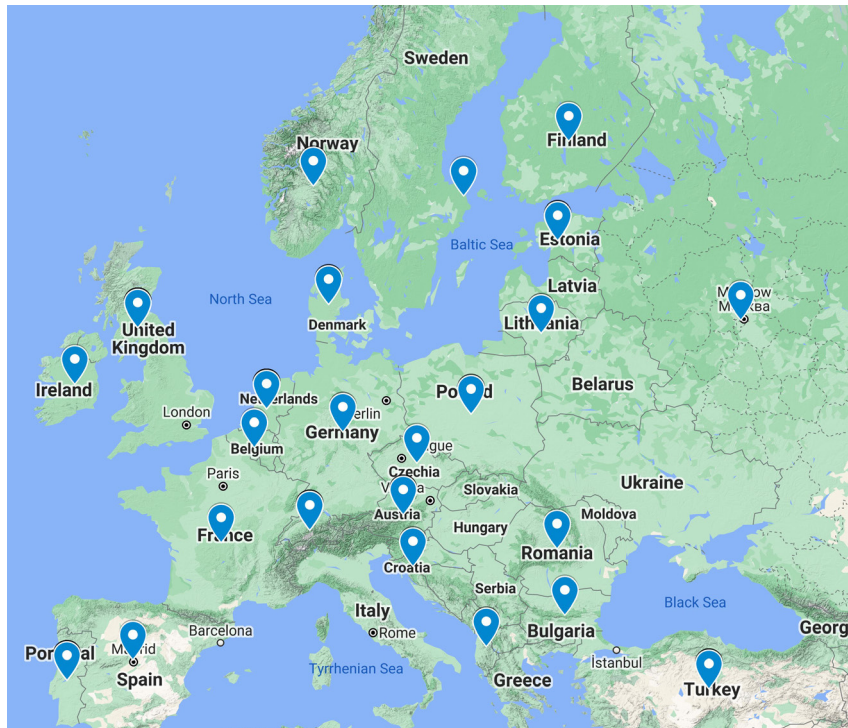 Sweden
Norway
Finland
Estonia
Baltic Sea
North Sea
Latvia
Denmark
Moscow
Москва
Lithuania
United
Kingdom
Ireland
Belarus
Netherlands
Poland
London
Berlin
Germany
Belgium
Prague
Czechia
Paris
Ukraine
Slovakia
Vienna
Austria
Moldova
Hungary
France
Romania
Croatia
Serbia
Black Sea
Italy
Georg
Barcelona
Rome
Bulgaria
Madrid
Portugal
Spain
Tyrrhenian Sea
İstanbul
Greece
Turkey